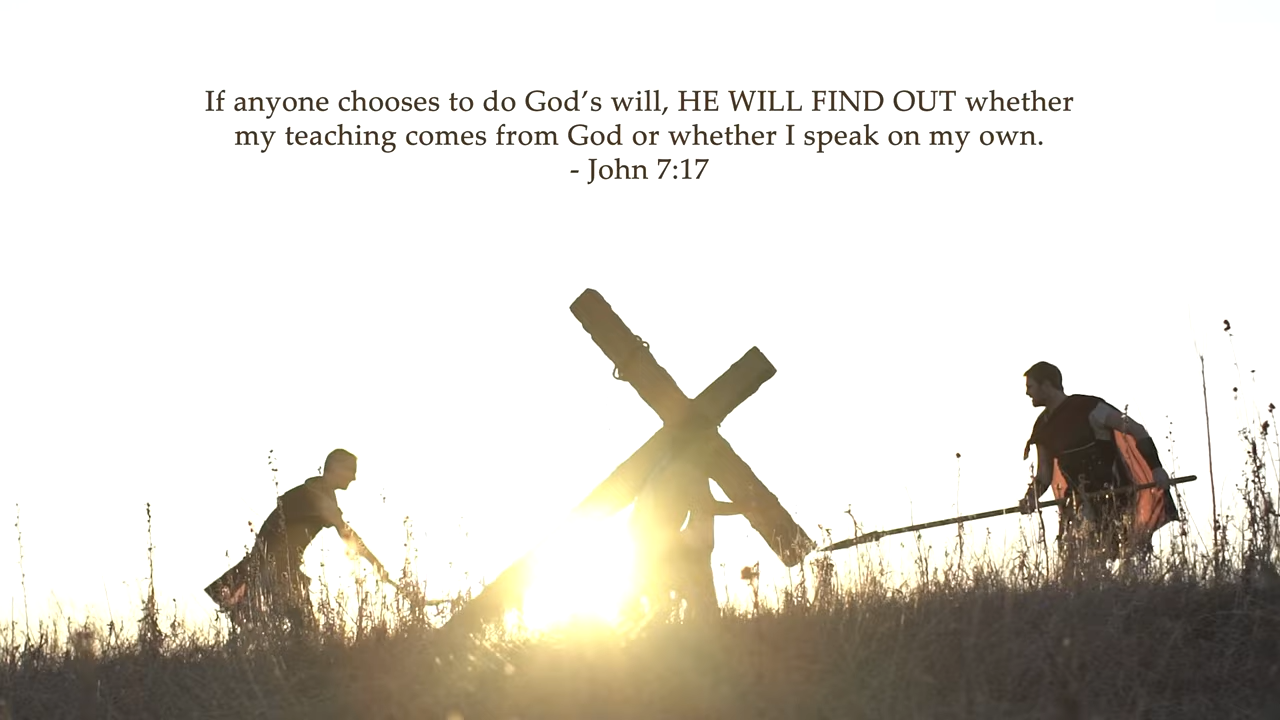 If anyone chooses to do God’s will, HE WILL FIND OUT whether
my teaching comes from God or whether I speak on my own.
- John 7:17